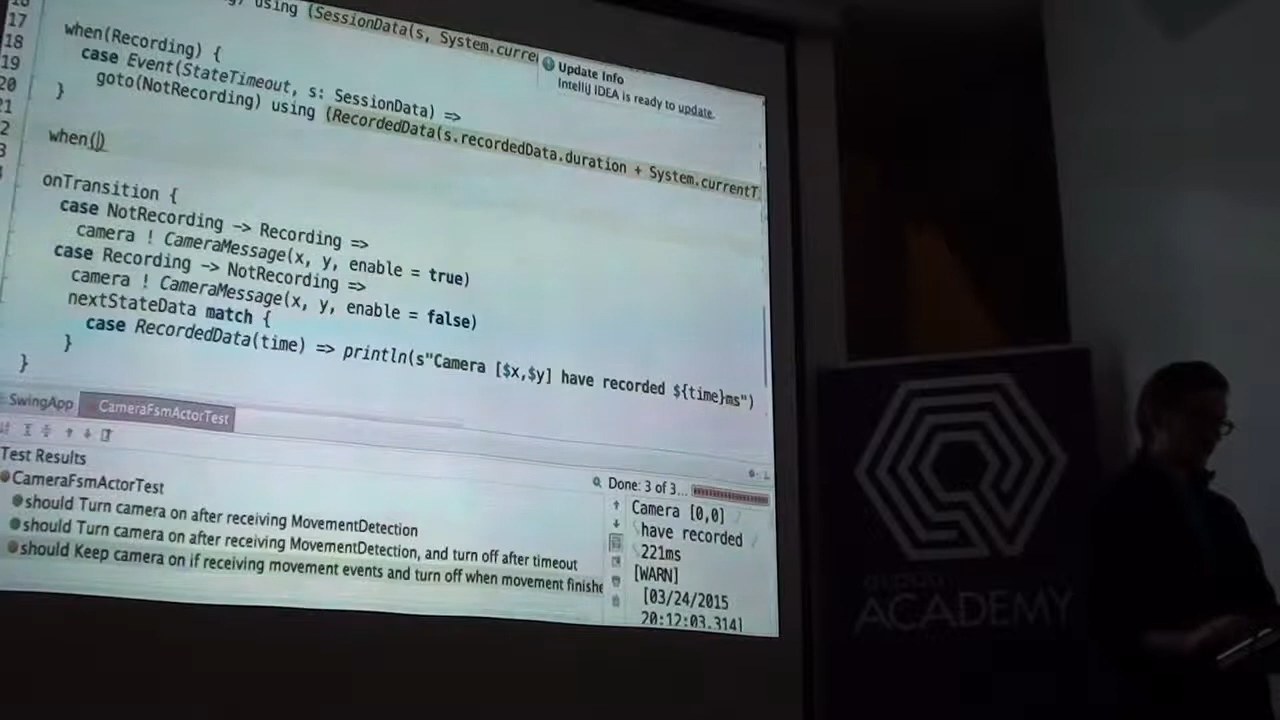 17
18
19
20
21
using (SessionData(s, System.curre
when(Recording) {
case Event(StateTimeout, s: SessionData) =>
goto(NotRecording) using (RecordedData(s.recordedData.duration + System.currentT
}
when()
onTransition {
case NotRecording -> Recording =>
camera ! CameraMessage(x, y, enable = true)
case Recording -> NotRecording =>
camera ! CameraMessage(x, y, enable = false)
nextStateData match {
case RecordedData(time) => println(s"Camera [$x,$y] have recorded ${time}ms")
}
}
Update Info
IntelliJ IDEA is ready to update.
SwingApp CameraFsmActorTest
Test Results
CameraFsmActorTest
should Turn camera on after receiving MovementDetection
should Turn camera on after receiving MovementDetection, and turn off after timeout
should Keep camera on if receiving movement events and turn off when movement finishe
Done: 3 of 3...
Camera [0,0]
have recorded
221ms
[WARN]
[03/24/2015
20:12:03.314]
ACADEMY